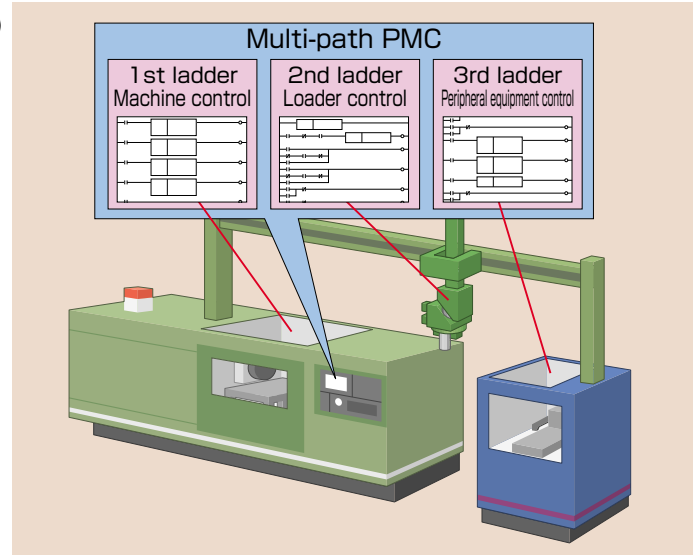 Multi-path PMC
1st ladder
Machine control
2nd ladder
Loader control
3rd ladder
Peripheral equipment control